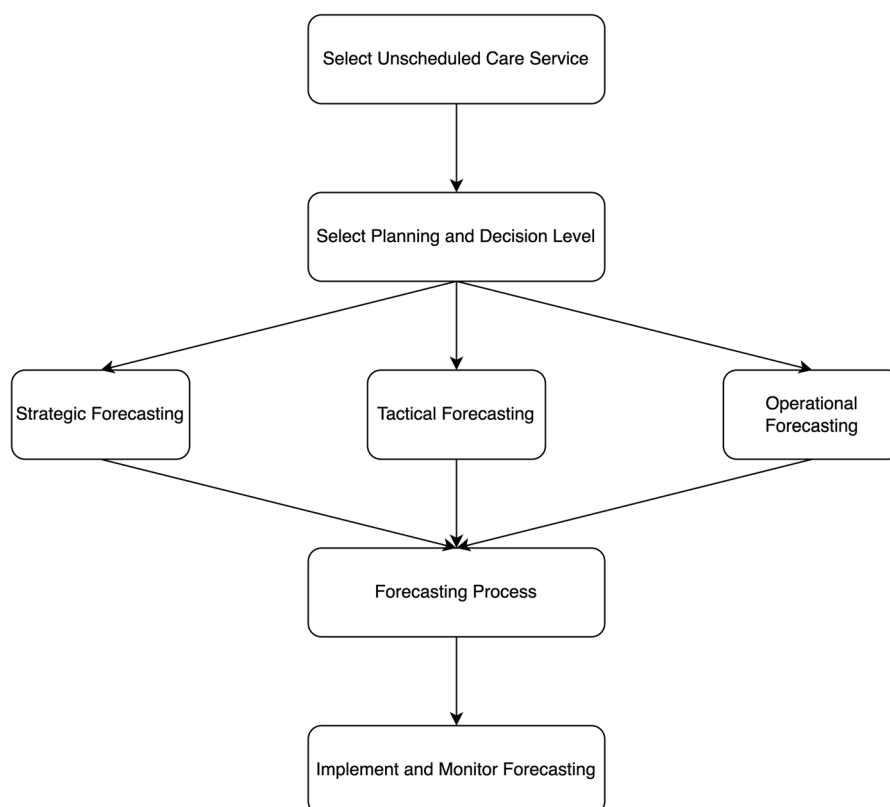 Select Unscheduled Care Service
Select Planning and Decision Level
Strategic Forecasting
Tactical Forecasting
Operational
Forecasting
Forecasting Process
Implement and Monitor Forecasting